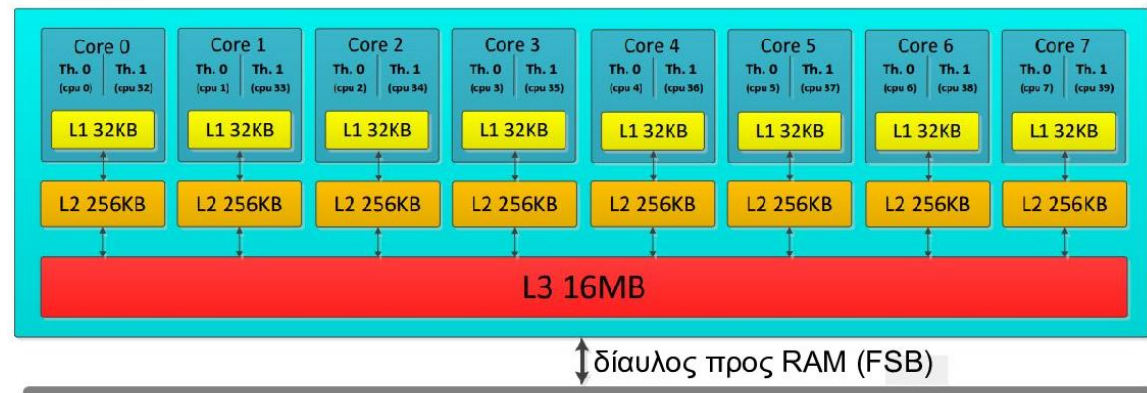 Core 0 Core 1 Core 2 Core 3 Core 4 Core 5 Core 6 Core 7
Th. 0 Th. 1 Th. 0 Th. 1 Th. 0 Th. 1 Th. 0 Th. 1 Th. 0 Th. 1 Th. 0 Th. 1 Th. 0 Th. 1 Th. 0 Th. 1
(cpu 0) (cpu 32) (cpu 1) (cpu 33) (cpu 2) (cpu 34) (cpu 3) (cpu 35) (cpu 4) (cpu 36) (cpu 5) (cpu 37) (cpu 6) (cpu 38) (cpu 7) (cpu 39)
L1 32KB L1 32KB L1 32KB L1 32KB L1 32KB L1 32KB L1 32KB L1 32KB
L2 256KB L2 256KB L2 256KB L2 256KB L2 256KB L2 256KB L2 256KB L2 256KB
L3 16MB
δίαυλος προς RAM (FSB)